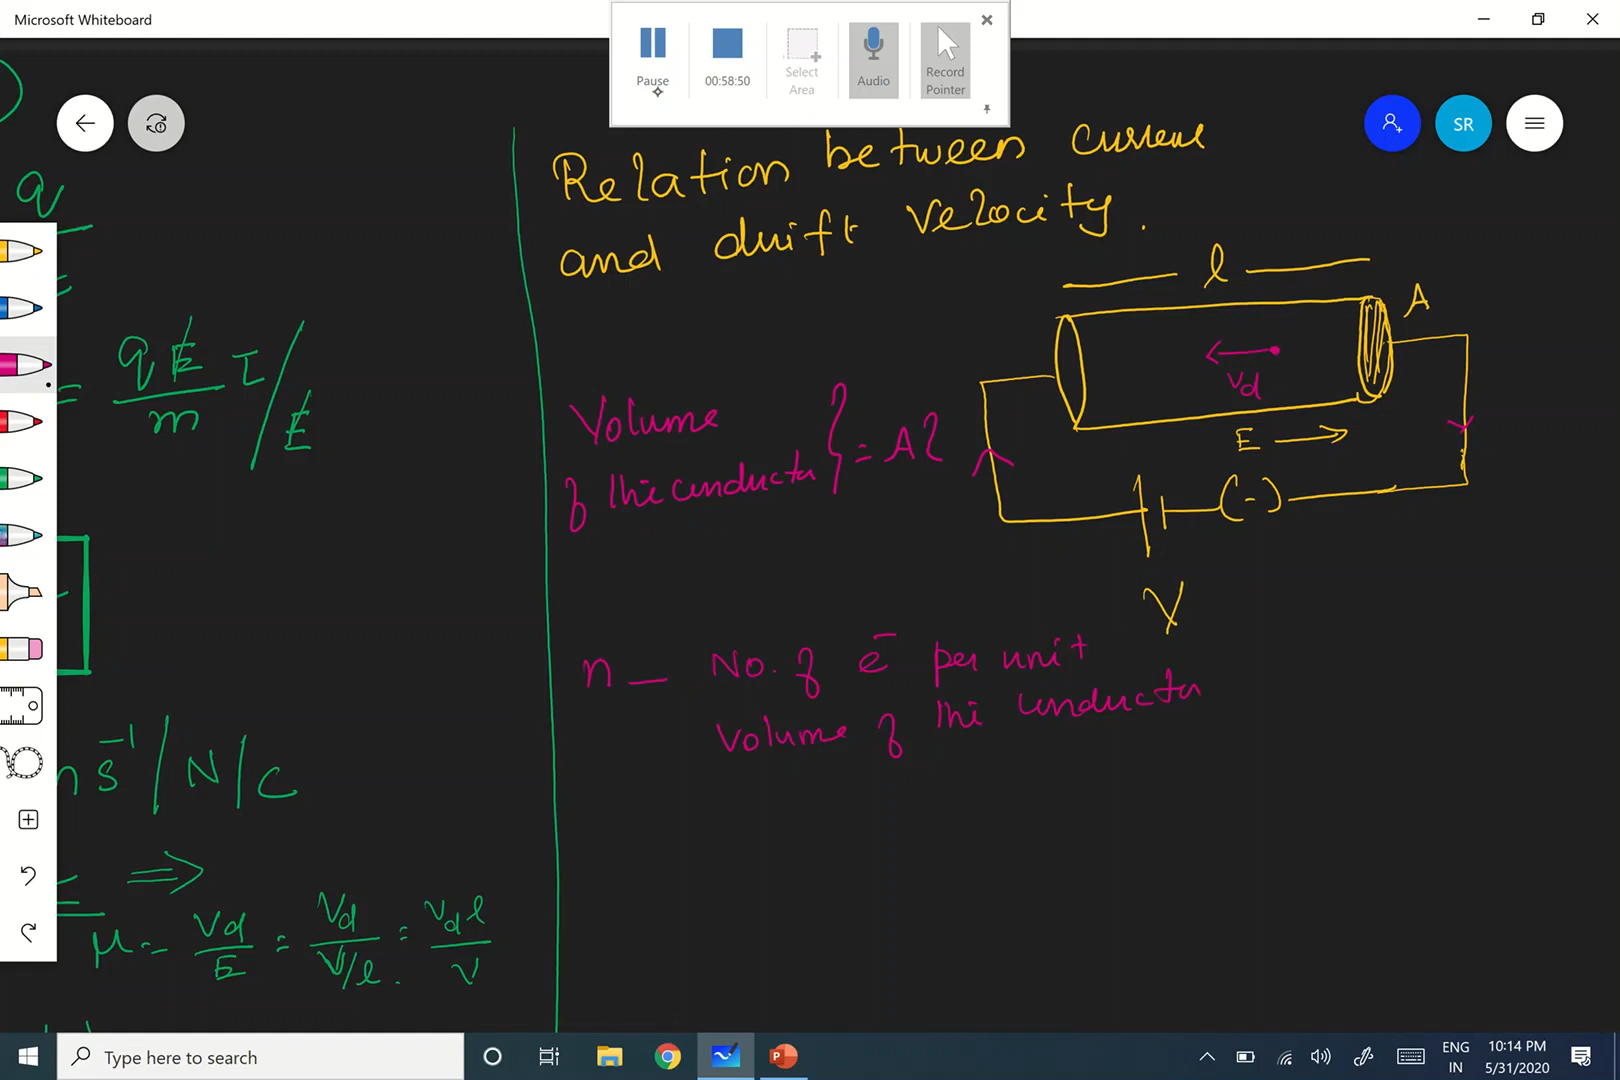 Microsoft Whiteboard
Pause
00:58:50
Select
Area
Audio
Record
Pointer
SR
q
= qE/m τ / E
s⁻¹ / N / C
⇒
μ = Vd/E = Vd/(V/l) = Vd l/V
Relation between current
and drift velocity.
l
A
Vd
E →
(-)
V
Volume
of the conductor } = Al
n — No. of e⁻ per unit
volume of the conductor
Type here to search
ENG
IN
10:14 PM
5/31/2020